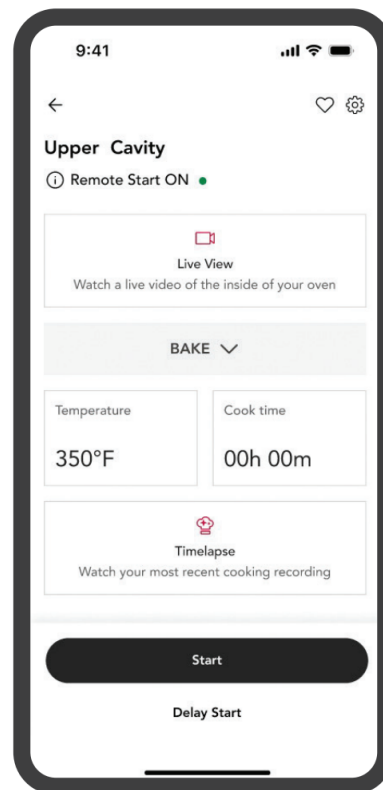 9:41
Upper Cavity
Remote Start ON
Live View
Watch a live video of the inside of your oven
BAKE
Temperature
Cook time
350°F
00h 00m
Timelapse
Watch your most recent cooking recording
Start
Delay Start